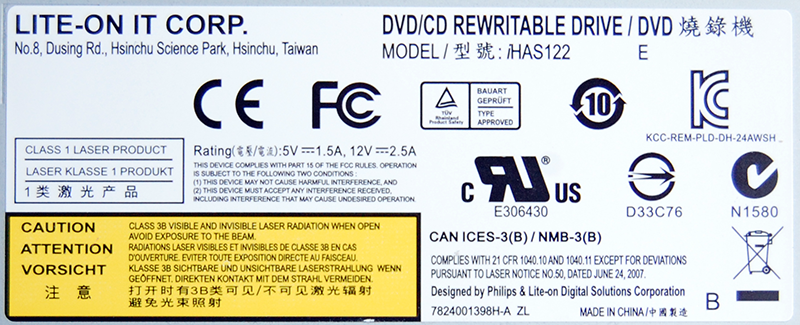 LITE-ON IT CORP.
No.8, Dusing Rd., Hsinchu Science Park, Hsinchu, Taiwan
DVD/CD REWRITABLE DRIVE / DVD 燒錄機
MODEL / 型號 : iHAS122 E
CE FC
TÜV
Rheinland
Product Safety
BAUART
GEPRÜFT
TYPE
APPROVED
10
KCC-REM-PLD-DH-24AWSH
CLASS 1 LASER PRODUCT
LASER KLASSE 1 PRODUKT
1类激光产品
Rating(電壓/電流):5V⎓1.5A, 12V⎓2.5A
THIS DEVICE COMPLIES WITH PART 15 OF THE FCC RULES. OPERATION
IS SUBJECT TO THE FOLLOWING TWO CONDITIONS :
(1) THIS DEVICE MAY NOT CAUSE HARMFUL INTERFERENCE, AND
(2) THIS DEVICE MUST ACCEPT ANY INTERFERENCE RECEIVED,
INCLUDING INTERFERENCE THAT MAY CAUSE UNDESIRED OPERATION.
C RU US
E306430
D33C76
N1580
CAUTION
ATTENTION
VORSICHT
注意
CLASS 3B VISIBLE AND INVISIBLE LASER RADIATION WHEN OPEN
AVOID EXPOSURE TO THE BEAM.
RADIATIONS LASER VISIBLES ET INVISIBLES DE CLASSE 3B EN CAS
D'OUVERTURE. EVITER TOUTE EXPOSITION DIRECTE AU FAISCEAU.
KLASSE 3B SICHTBARE UND UNSICHTBARE LASERSTRAHLUNG WENN
GEÖFFNET. DIREKTEN KONTAKT MIT DEM STRAHL VERMEIDEN.
打开时有3B类可见/不可见激光辐射
避免光束照射
CAN ICES-3(B) / NMB-3(B)
COMPLIES WITH 21 CFR 1040.10 AND 1040.11 EXCEPT FOR DEVIATIONS
PURSUANT TO LASER NOTICE NO.50, DATED JUNE 24, 2007.
Designed by Philips & Lite-on Digital Solutions Corporation
7824001398H-A ZL
B
MADE IN CHINA/中國製造